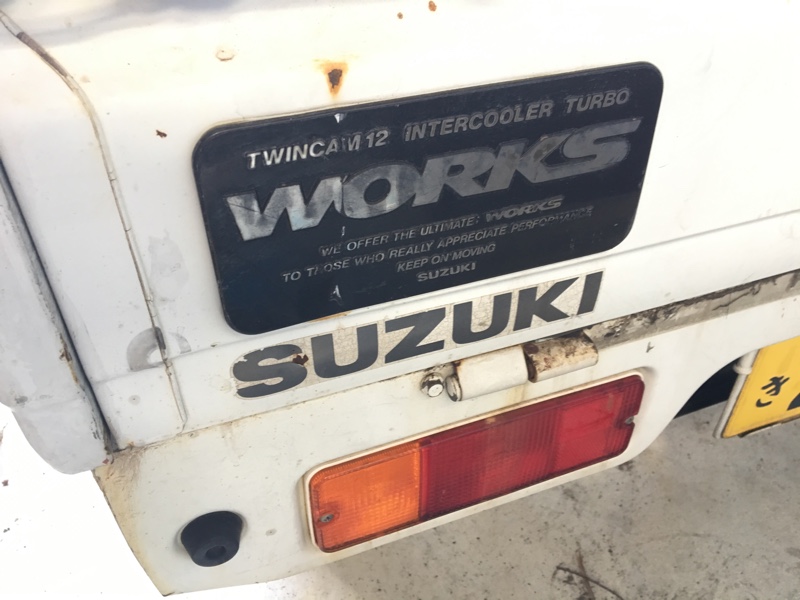 TWINCAM 12 INTERCOOLER TURBO
WORKS
WE OFFER THE ULTIMATE: WORKS
TO THOSE WHO REALLY APPRECIATE PERFORMANCE
KEEP ON MOVING
SUZUKI
SUZUKI
き